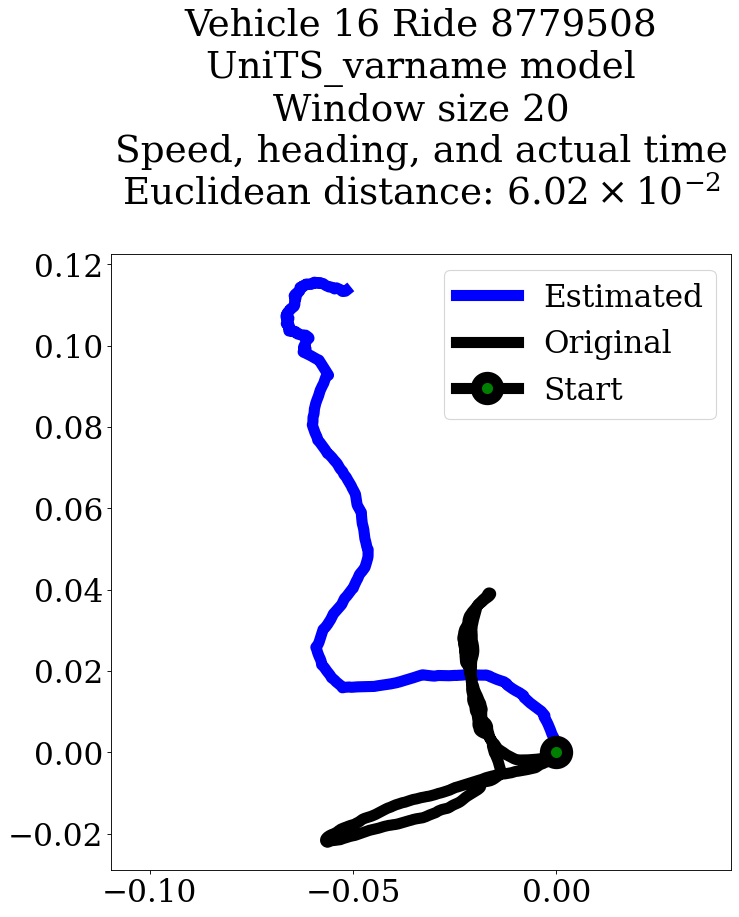 Vehicle 16 Ride 8779508
UniTS_varname model
Window size 20
Speed, heading, and actual time
Euclidean distance: 6.02 × 10⁻²
0.12
0.10
0.08
0.06
0.04
0.02
0.00
−0.02
Estimated
Original
Start
−0.10
−0.05
0.00